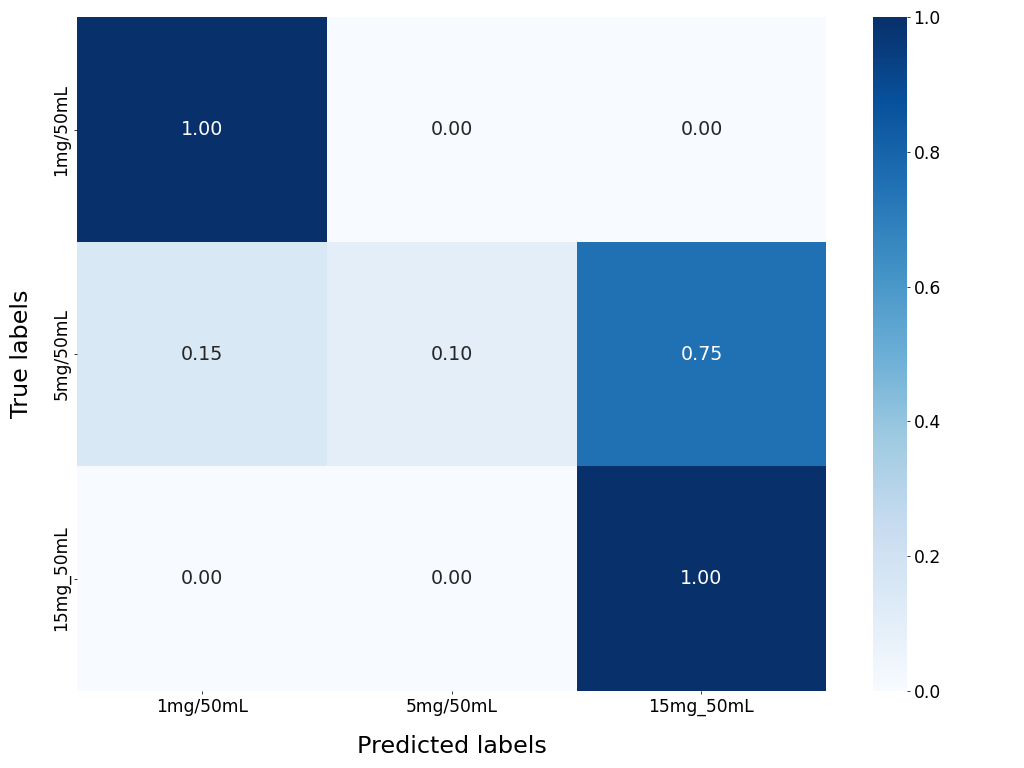 True labels
1mg/50mL
1.00 0.00 0.00
5mg/50mL
0.15 0.10 0.75
15mg_50mL
0.00 0.00 1.00
1mg/50mL 5mg/50mL 15mg_50mL
Predicted labels
1.0
0.8
0.6
0.4
0.2
0.0